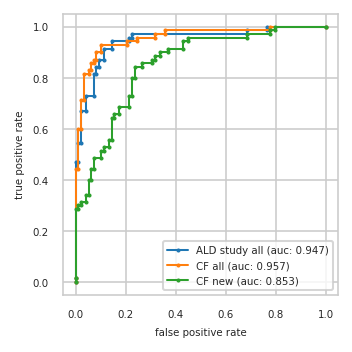 1.0
0.8
0.6
0.4
0.2
0.0
true positive rate
ALD study all (auc: 0.947)
CF all (auc: 0.957)
CF new (auc: 0.853)
0.0 0.2 0.4 0.6 0.8 1.0
false positive rate